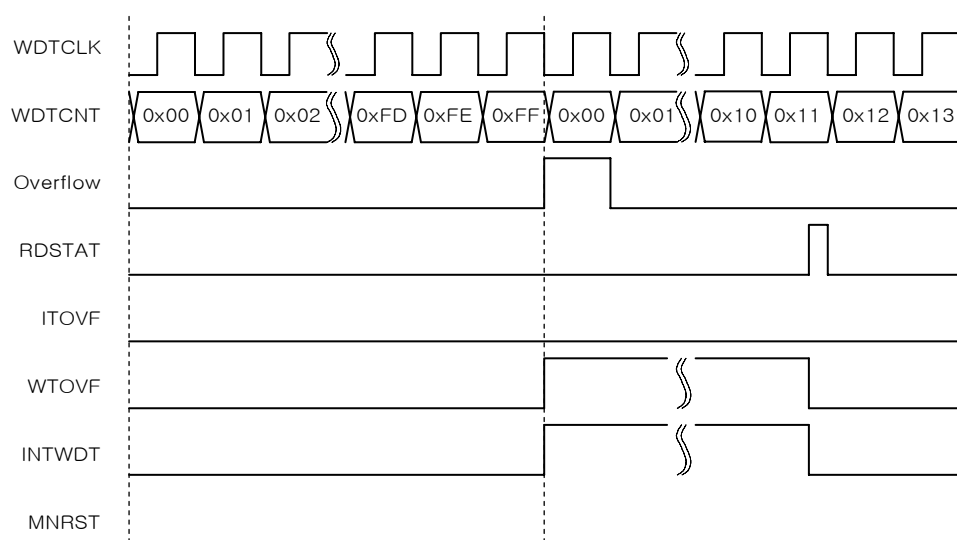 WDTCLK
WDTCNT 0x00 0x01 0x02 0xFD 0xFE 0xFF 0x00 0x01 0x10 0x11 0x12 0x13
Overflow
RDSTAT
ITOVF
WTOVF
INTWDT
MNRST